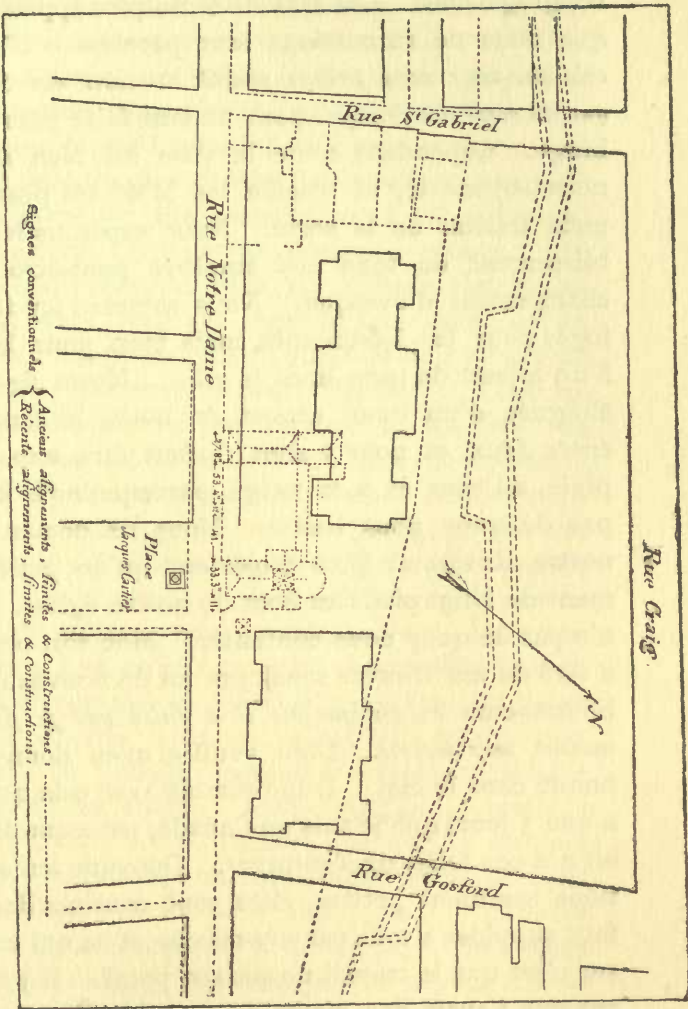 Rue St Gabriel
Rue Notre Dame
Rue Craig
N
Place
Jacques Cartier
Rue Gosford
Signes conventionnels { Anciens alignements, limites & Constructions,
Récents alignements, limites & Constructions